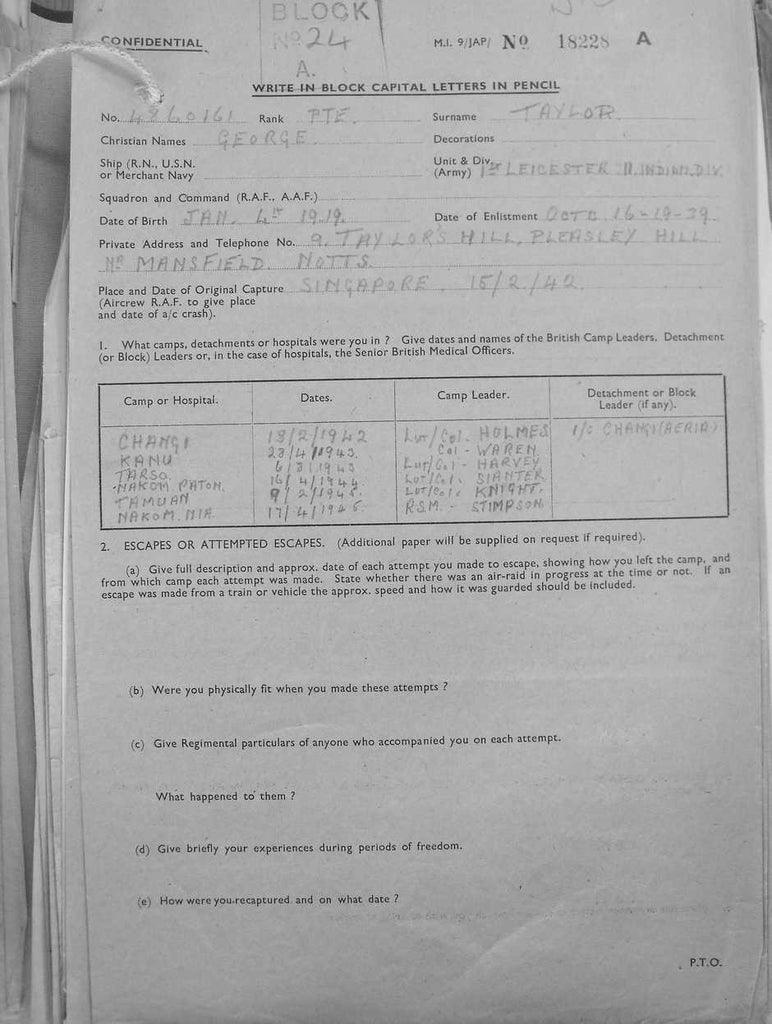 BLOCK
CONFIDENTIAL Nº 24 M.I. 9/JAP/ Nº 18228 A
A.
WRITE IN BLOCK CAPITAL LETTERS IN PENCIL
No. 4860161 Rank PTE. Surname TAYLOR
Christian Names GEORGE. Decorations
Ship (R.N., U.S.N. or Merchant Navy
Unit & Div. (Army) 1ST LEICESTER 11. INDIAN. DIV.
Squadron and Command (R.A.F., A.A.F.)
Date of Birth JAN. 4TH 1919. Date of Enlistment OCTO 16-19-39.
Private Address and Telephone No. 9. TAYLORS HILL, PLEASLEY HILL
NR MANSFIELD. NOTTS.
Place and Date of Original Capture SINGAPORE. 15/2/42.
(Aircrew R.A.F. to give place
and date of a/c crash).
1. What camps, detachments or hospitals were you in ? Give dates and names of the British Camp Leaders. Detachment
(or Block) Leaders or, in the case of hospitals, the Senior British Medical Officers.
Camp or Hospital. Dates. Camp Leader. Detachment or Block Leader (if any).
CHANGI 18/2/1942 Lut/Col. HOLMES I/C CHANGI (AERIA)
KANU 23/4/1943. Col - WAREN.
TARSO. 6/8/1943 Lut/Col - HARVEY
NAKOM PATON. 16/4/1944. Lut/Col. SIANTER
TAMUAN 9/2/1945. Lut/Col. KNIGHT.
NAKOM. NIA. 17/4/1945. R.S.M. - STIMPSON.
2. ESCAPES OR ATTEMPTED ESCAPES. (Additional paper will be supplied on request if required).
(a) Give full description and approx. date of each attempt you made to escape, showing how you left the camp, and
from which camp each attempt was made. State whether there was an air-raid in progress at the time or not. If an
escape was made from a train or vehicle the approx. speed and how it was guarded should be included.
(b) Were you physically fit when you made these attempts ?
(c) Give Regimental particulars of anyone who accompanied you on each attempt.
What happened to them ?
(d) Give briefly your experiences during periods of freedom.
(e) How were you recaptured and on what date ?
P.T.O.